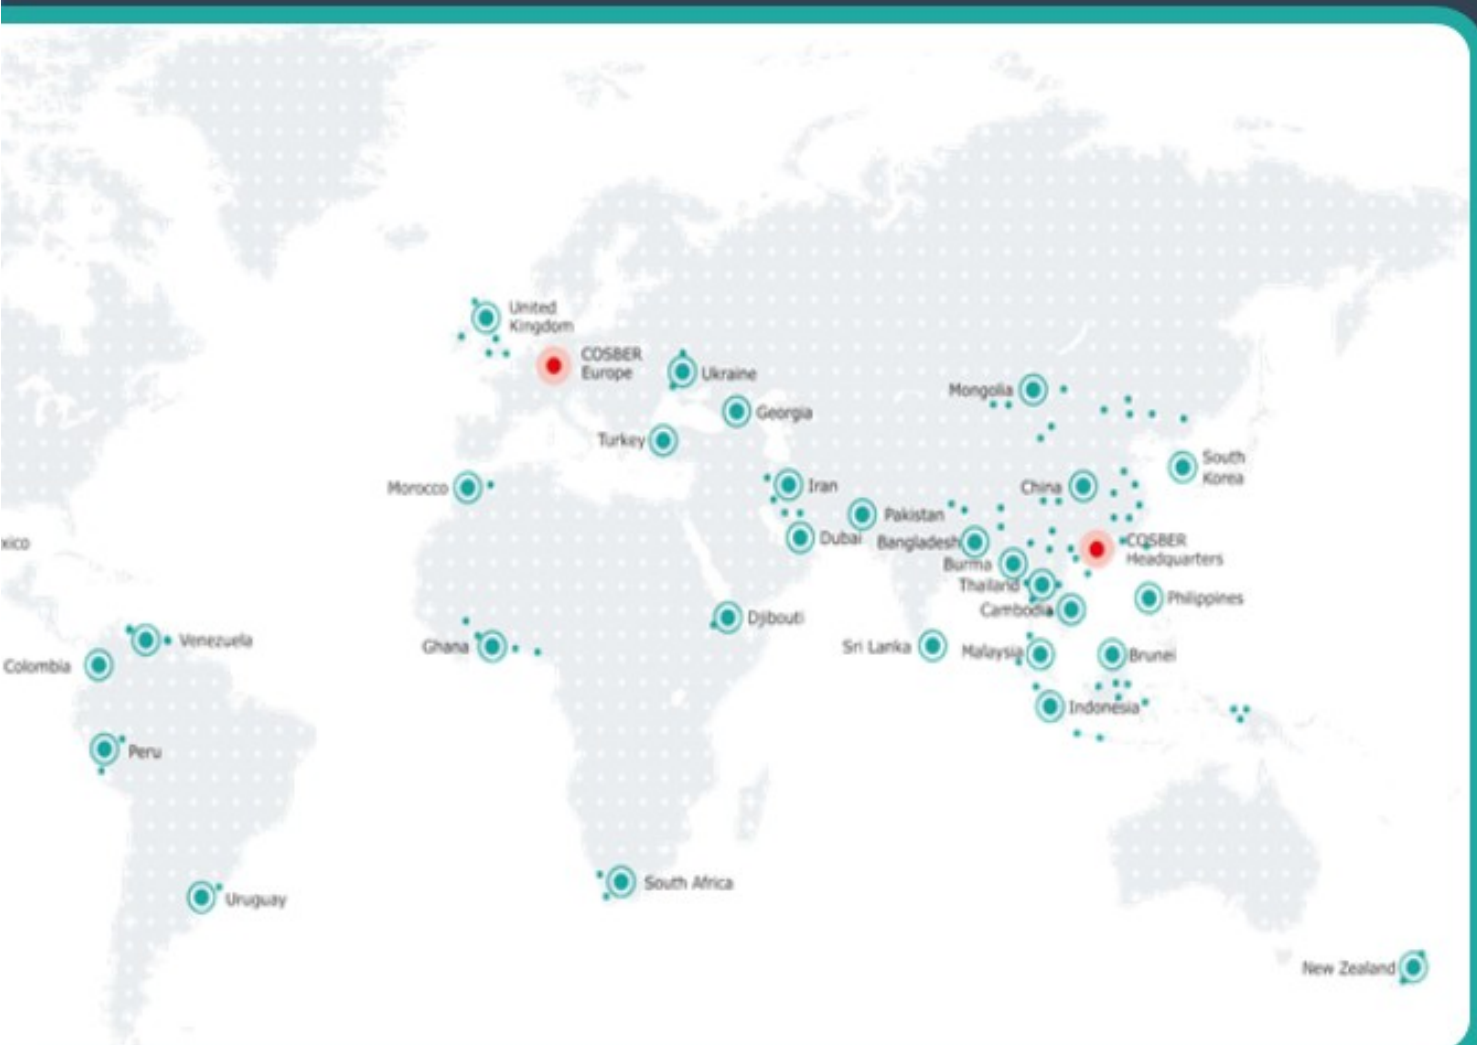 United
Kingdom
COSBER
Europe
Ukraine
Mongolia
Georgia
Turkey
South
Korea
Morocco
Iran
China
Pakistan
xico
Dubai
Bangladesh
COSBER
Headquarters
Burma
Thailand
Cambodia
Philippines
Djibouti
Venezuela
Ghana
Sri Lanka
Malaysia
Brunei
Colombia
Indonesia
Peru
South Africa
Uruguay
New Zealand